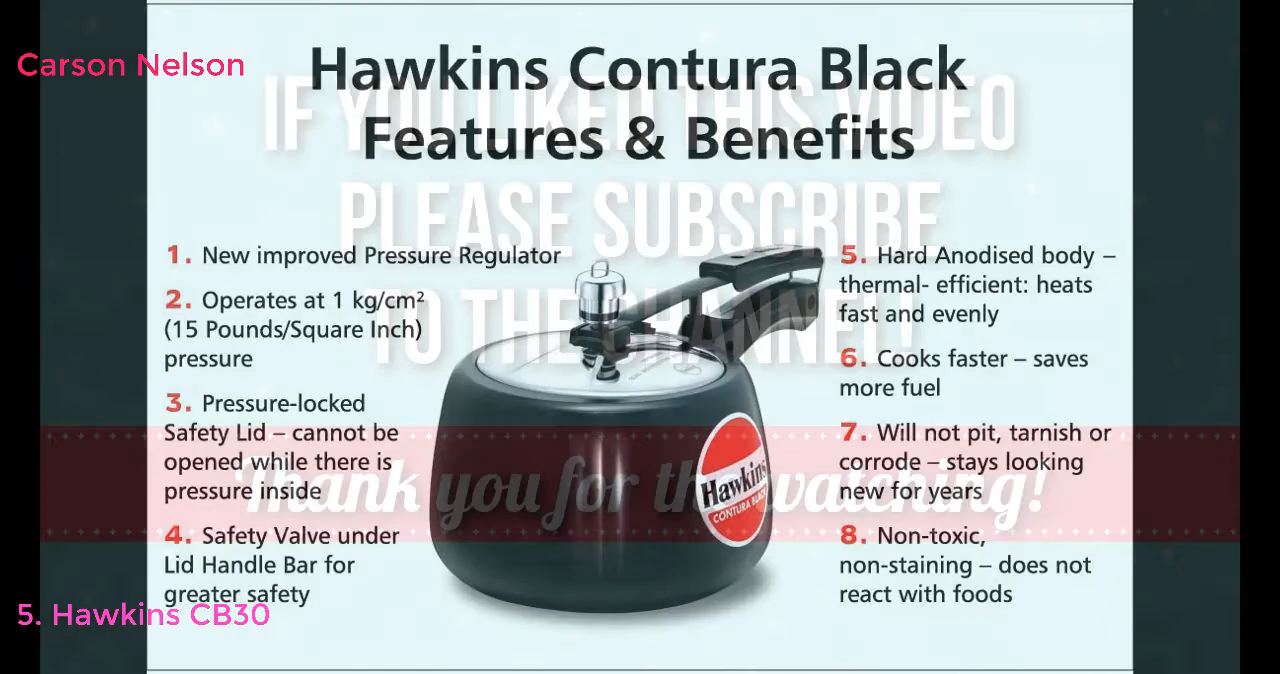 Carson Nelson
Hawkins Contura Black
Features & Benefits
IF YOU LIKED THIS VIDEO
PLEASE SUBSCRIBE
TO THE CHANNEL!
1. New improved Pressure Regulator
2. Operates at 1 kg/cm²
(15 Pounds/Square Inch)
pressure
3. Pressure-locked
Safety Lid – cannot be
opened while there is
pressure inside
4. Safety Valve under
Lid Handle Bar for
greater safety
5. Hard Anodised body –
thermal- efficient: heats
fast and evenly
6. Cooks faster – saves
more fuel
7. Will not pit, tarnish or
corrode – stays looking
new for years
8. Non-toxic,
non-staining – does not
react with foods
Hawkins
CONTURA BLACK
Thank you for the watching!
5. Hawkins CB30